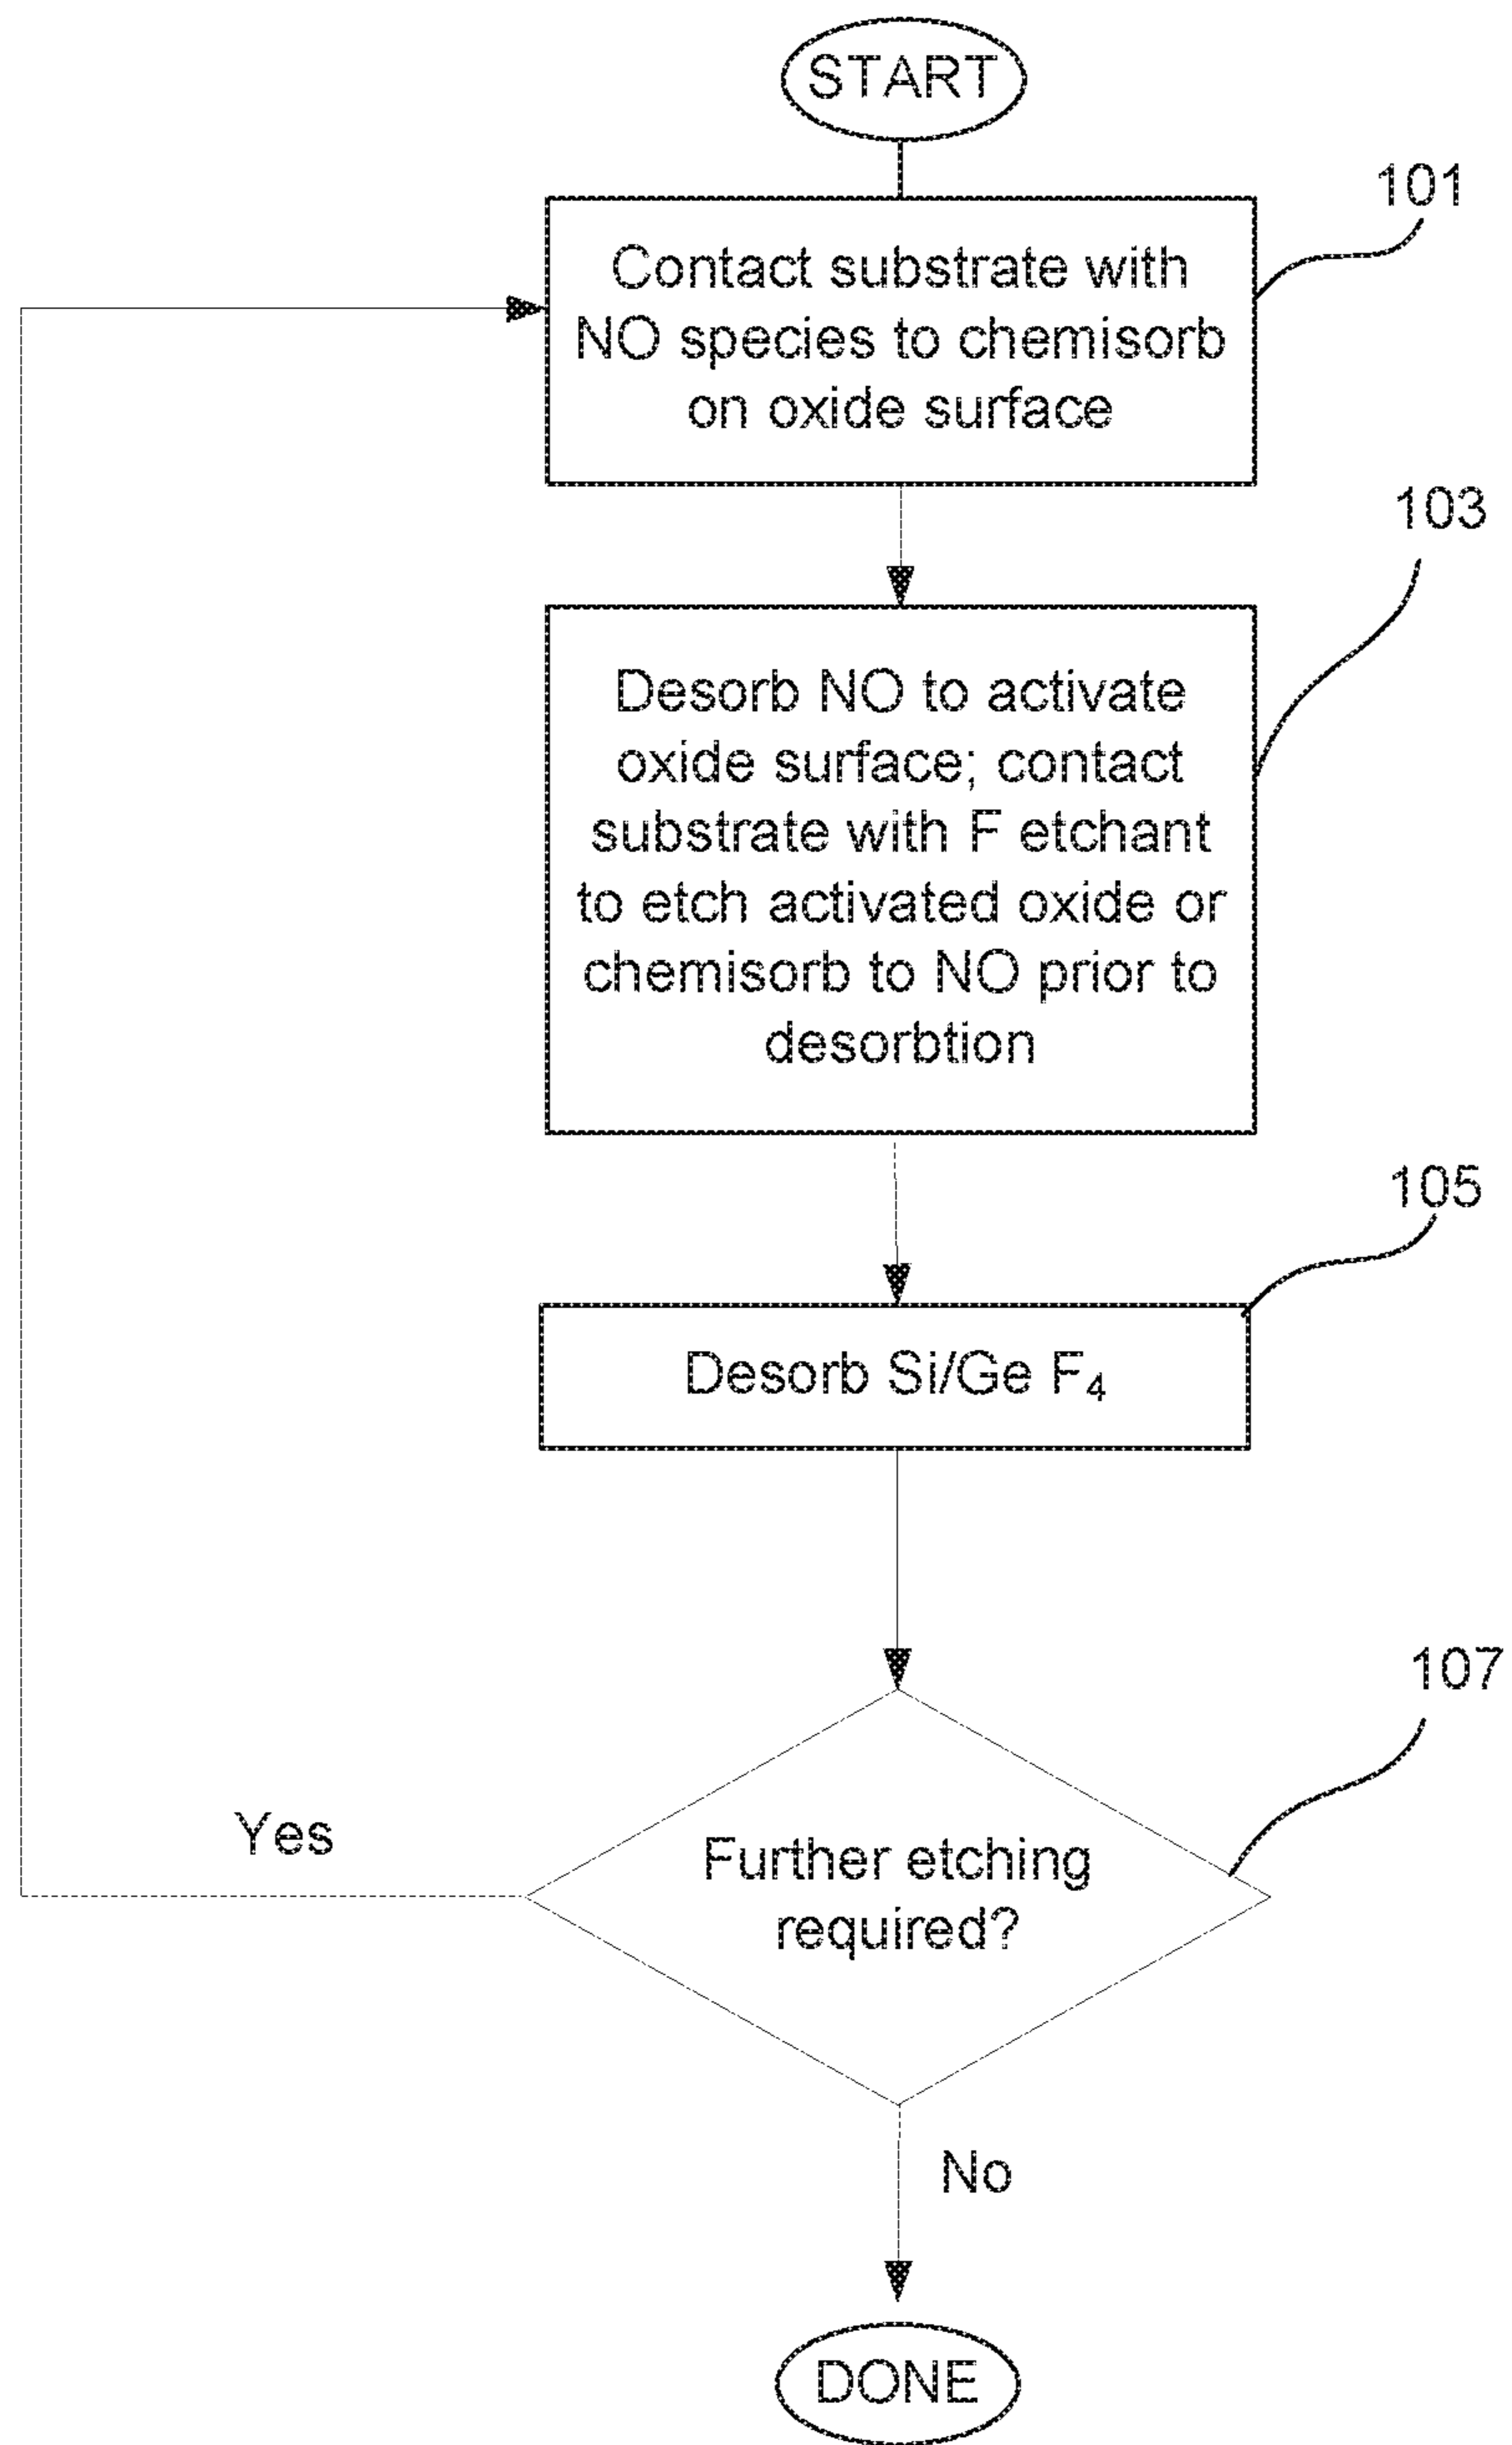 START
101
Contact substrate with
NO species to chemisorb
on oxide surface
103
Desorb NO to activate
oxide surface; contact
substrate with F etchant
to etch activated oxide or
chemisorb to NO prior to
desorbtion
105
Desorb Si/Ge F₄
107
Yes
Further etching
required?
No
DONE